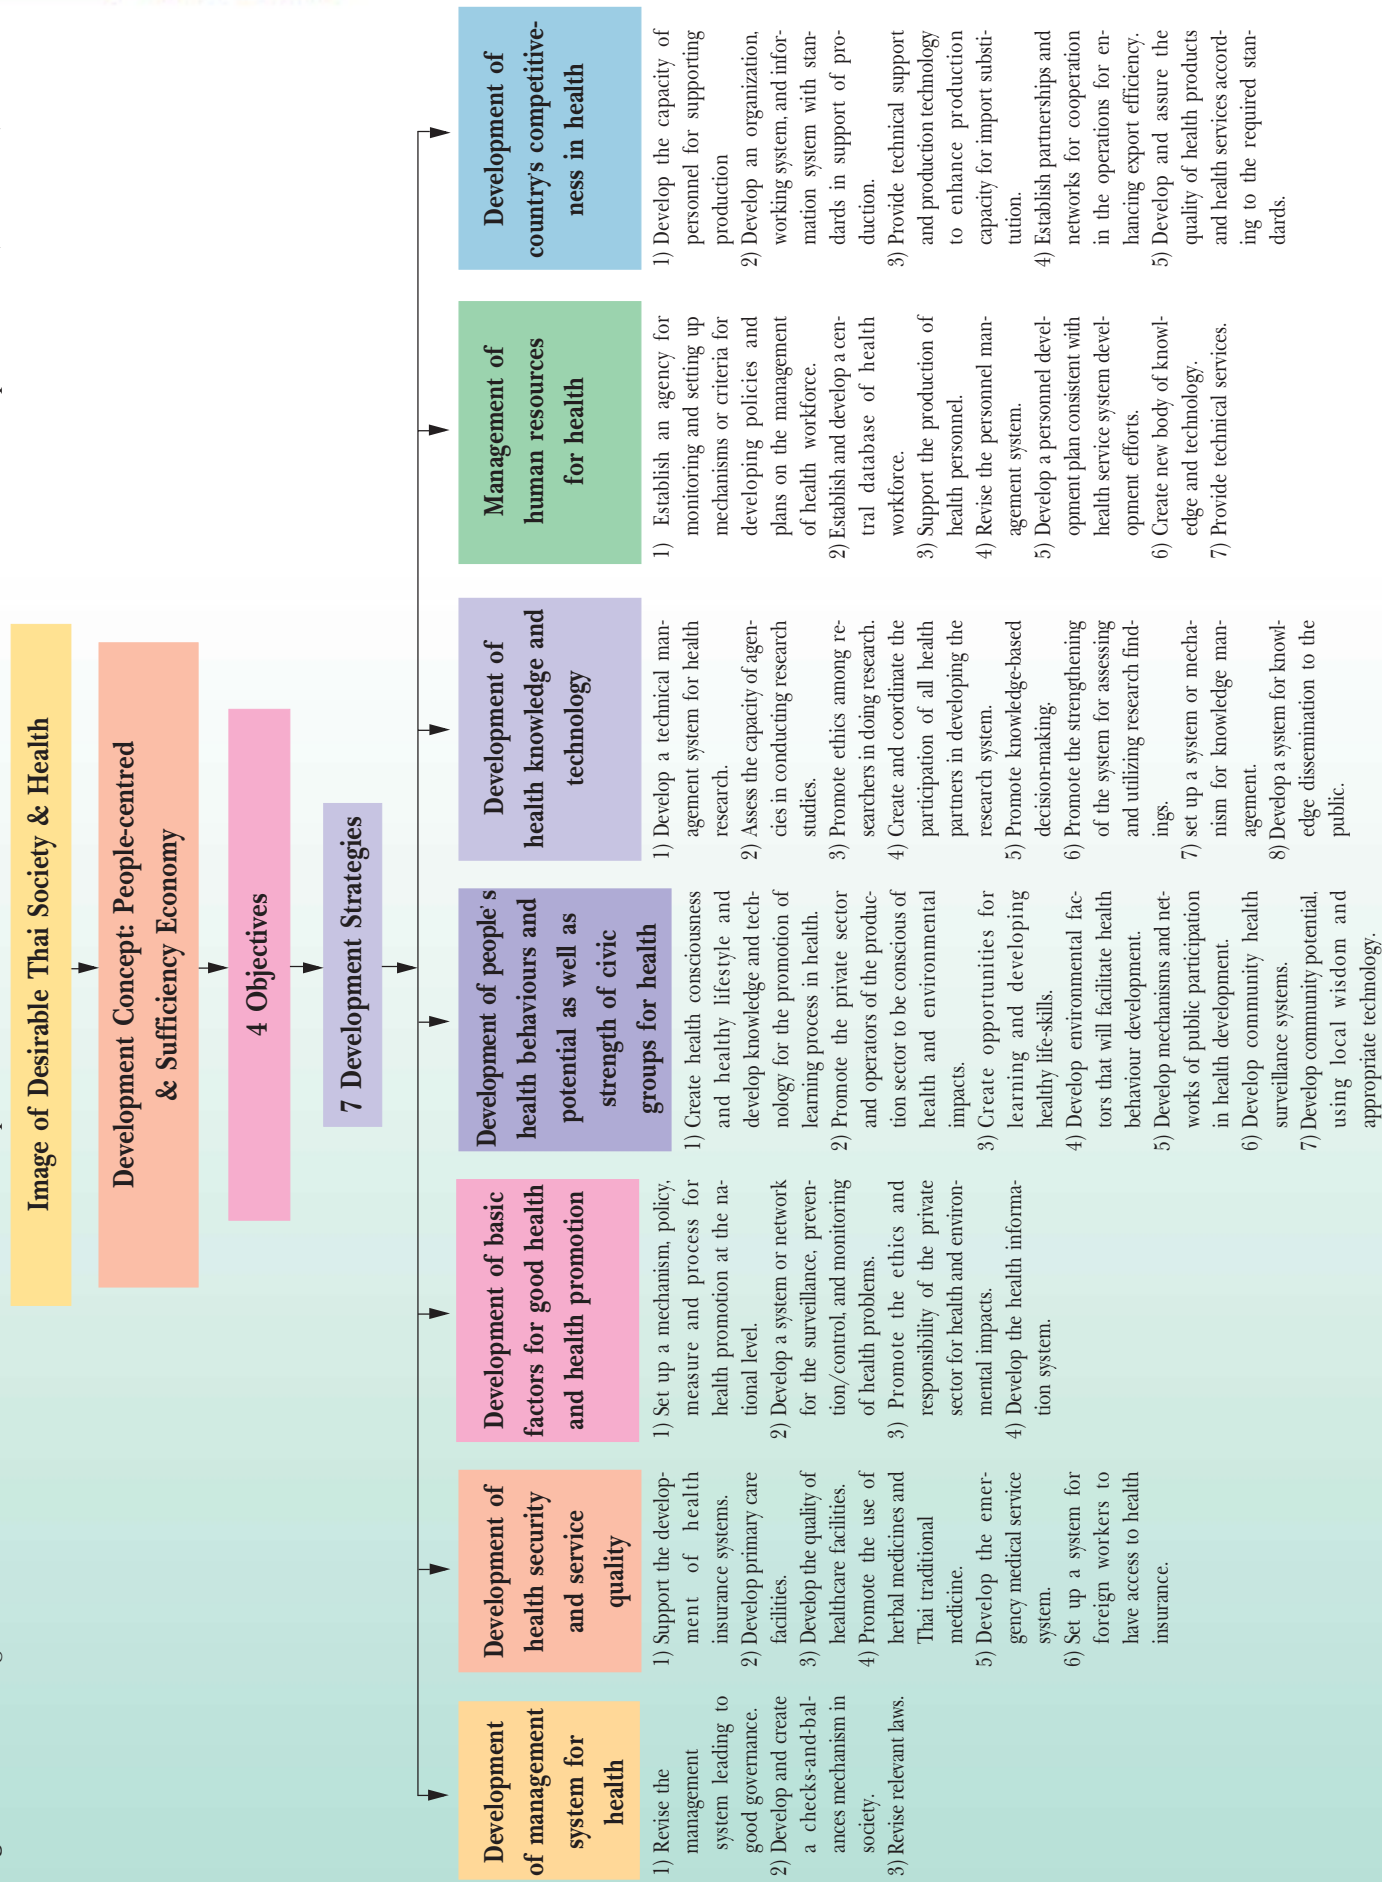 Image of Desirable Thai Society & Health
Development Concept: People-centred
& Sufficiency Economy
4 Objectives
7 Development Strategies
Development
of management
system for
health
1) Revise the
management
system leading to
good governance.
2) Develop and create
a checks-and-bal-
ances mechanism in
society.
3) Revise relevant laws.
Development of
health security
and service
quality
1) Support the develop-
ment of health
insurance systems.
2) Develop primary care
facilities.
3) Develop the quality of
healthcare facilities.
4) Promote the use of
herbal medicines and
Thai traditional
medicine.
5) Develop the emer-
gency medical service
system.
6) Set up a system for
foreign workers to
have access to health
insurance.
Development of basic
factors for good health
and health promotion
1) Set up a mechanism, policy,
measure and process for
health promotion at the na-
tional level.
2) Develop a system or network
for the surveillance, preven-
tion/control, and monitoring
of health problems.
3) Promote the ethics and
responsibility of the private
sector for health and environ-
mental impacts.
4) Develop the health informa-
tion system.
Development of people's
health behaviours and
potential as well as
strength of civic
groups for health
1) Create health consciousness
and healthy lifestyle and
develop knowledge and tech-
nology for the promotion of
learning process in health.
2) Promote the private sector
and operators of the produc-
tion sector to be conscious of
health and environmental
impacts.
3) Create opportunities for
learning and developing
healthy life-skills.
4) Develop environmental fac-
tors that will facilitate health
behaviour development.
5) Develop mechanisms and net-
works of public participation
in health development.
6) Develop community health
surveillance systems.
7) Develop community potential,
using local wisdom and
appropriate technology.
Development of
health knowledge and
technology
1) Develop a technical man-
agement system for health
research.
2) Assess the capacity of agen-
cies in conducting research
studies.
3) Promote ethics among re-
searchers in doing research.
4) Create and coordinate the
participation of all health
partners in developing the
research system.
5) Promote knowledge-based
decision-making.
6) Promote the strengthening
of the system for assessing
and utilizing research find-
ings.
7) set up a system or mecha-
nism for knowledge man-
agement.
8) Develop a system for knowl-
edge dissemination to the
public.
Management of
human resources
for health
1) Establish an agency for
monitoring and setting up
mechanisms or criteria for
developing policies and
plans on the management
of health workforce.
2) Establish and develop a cen-
tral database of health
workforce.
3) Support the production of
health personnel.
4) Revise the personnel man-
agement system.
5) Develop a personnel devel-
opment plan consistent with
health service system devel-
opment efforts.
6) Create new body of knowl-
edge and technology.
7) Provide technical services.
Development of
country's competitive-
ness in health
1) Develop the capacity of
personnel for supporting
production
2) Develop an organization,
working system, and infor-
mation system with stan-
dards in support of pro-
duction.
3) Provide technical support
and production technology
to enhance production
capacity for import substi-
tution.
4) Establish partnerships and
networks for cooperation
in the operations for en-
hancing export efficiency.
5) Develop and assure the
quality of health products
and health services accord-
ing to the required stan-
dards.